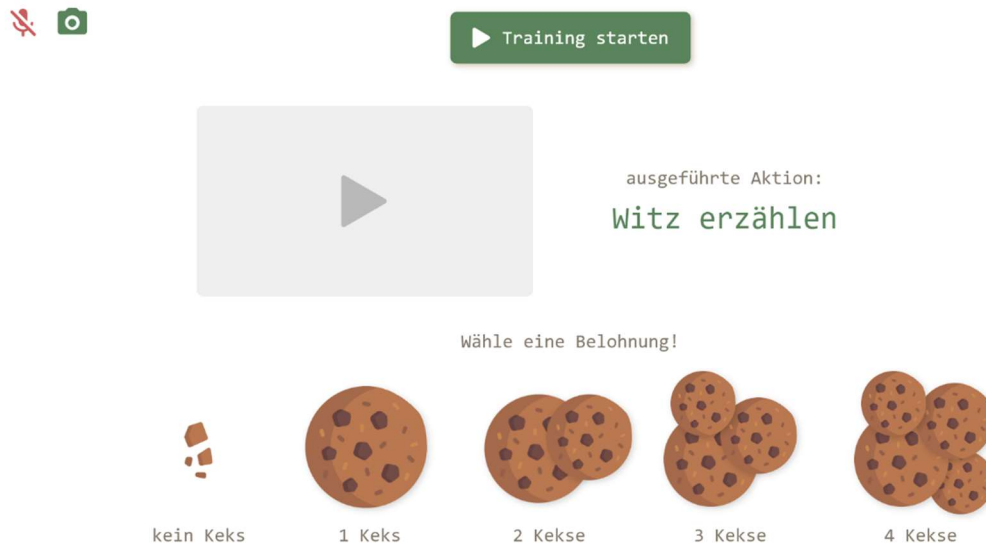 Training starten
ausgeführte Aktion:
Witz erzählen
Wähle eine Belohnung!
kein Keks
1 Keks
2 Kekse
3 Kekse
4 Kekse